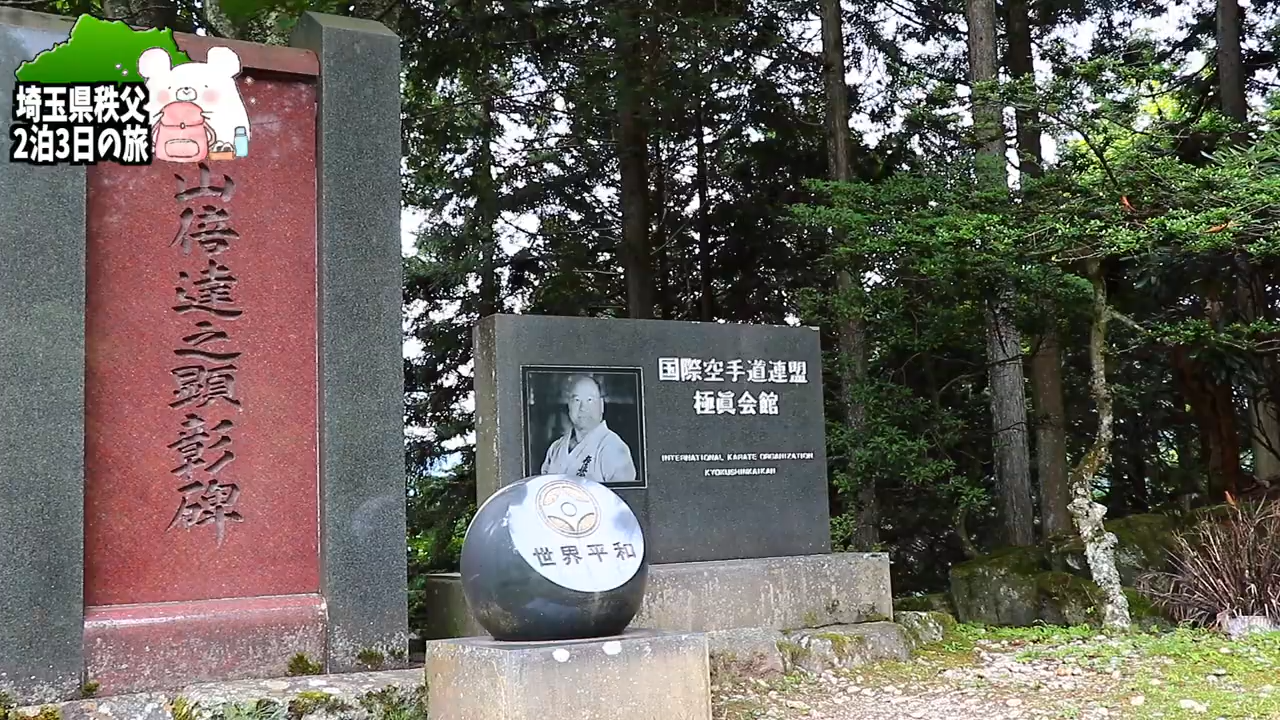 埼玉県秩父
2泊3日の旅
山倍達之顕彰碑
国際空手道連盟
極眞会館
INTERNATIONAL KARATE ORGANIZATION
KYOKUSHINKAIKAN
世界平和